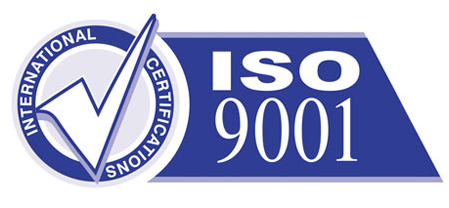 INTERNATIONAL
CERTIFICATIONS
ISO
9001